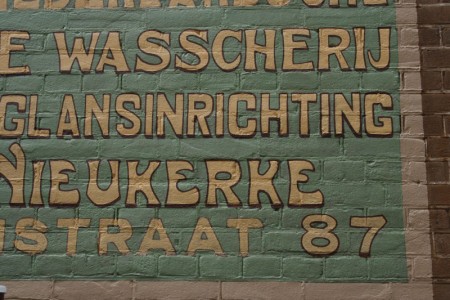 E WASSCHERIJ
GLANSINRICHTING
NIEUKERKE
STRAAT 87